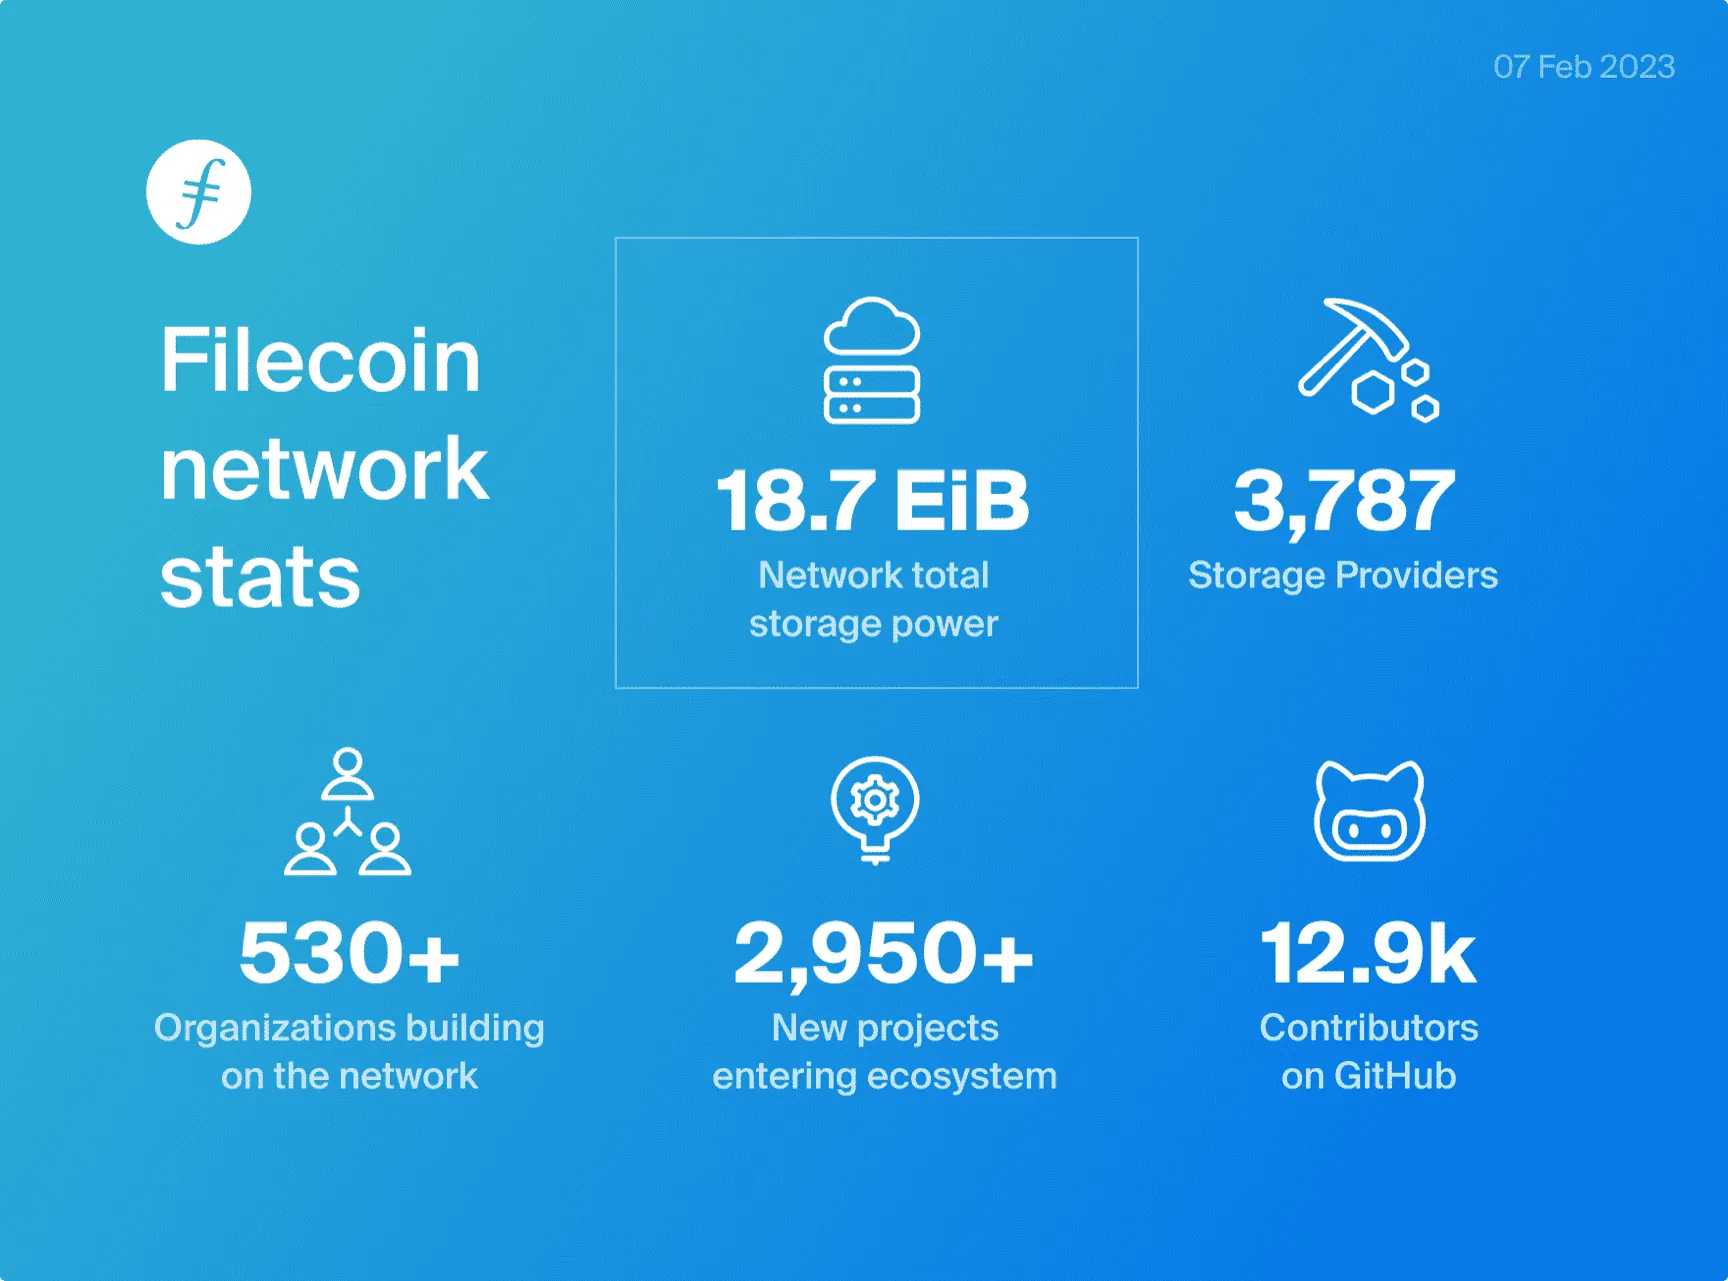 07 Feb 2023
Filecoin
network
stats
18.7 EiB
Network total
storage power
3,787
Storage Providers
530+
Organizations building
on the network
2,950+
New projects
entering ecosystem
12.9k
Contributors
on GitHub